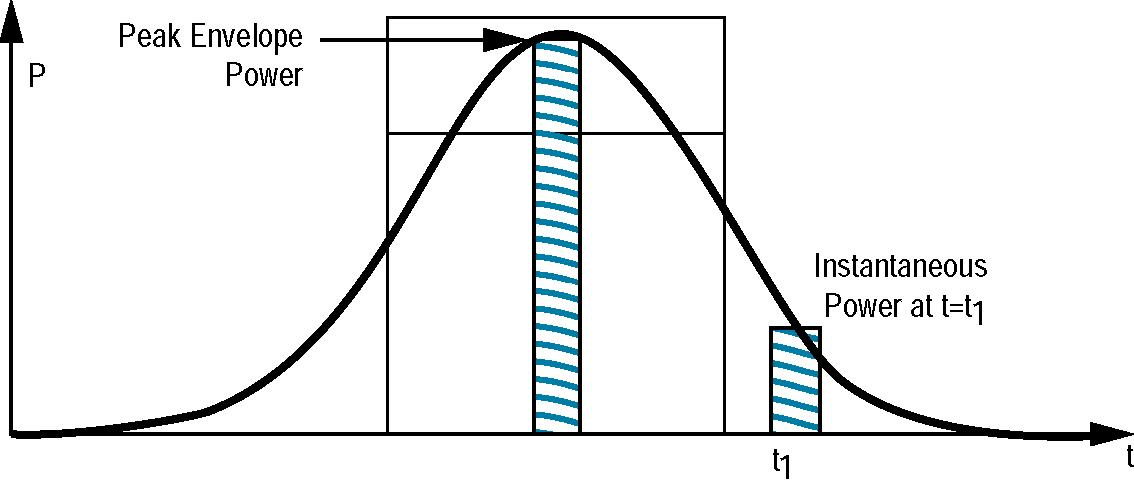 Peak Envelope
Power
P
Instantaneous
Power at t=t1
t1
t